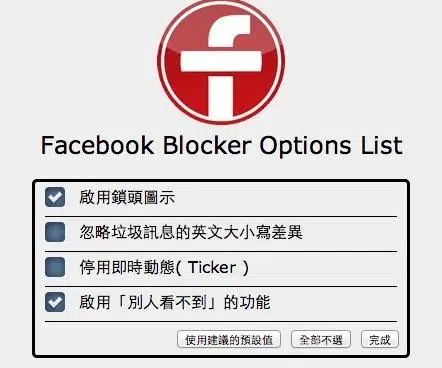 Facebook Blocker Options List
啟用鎖頭圖示
忽略垃圾訊息的英文大小寫差異
停用即時動態( Ticker )
啟用「別人看不到」的功能
使用建議的預設值 全部不選 完成